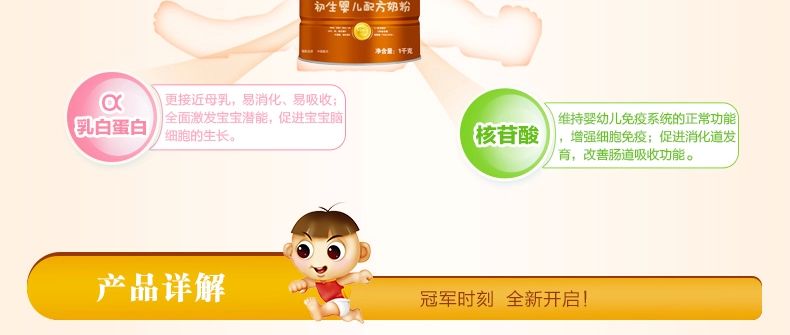 初生婴儿配方奶粉
净含量：1千克
α
乳白蛋白
更接近母乳，易消化、易吸收；
全面激发宝宝潜能，促进宝宝脑
细胞的生长。
核苷酸
维持婴幼儿免疫系统的正常功能
，增强细胞免疫；促进消化道发
育，改善肠道吸收功能。
产品详解
冠军时刻 全新开启！